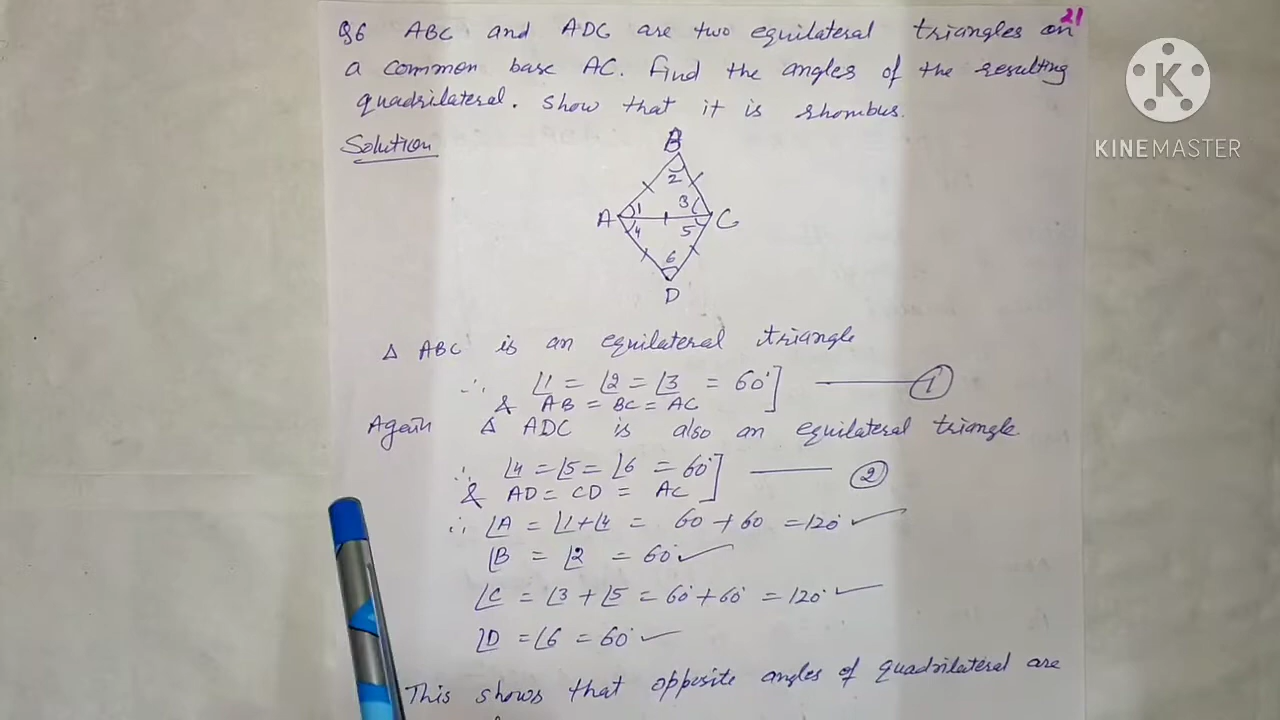 21
Q6 ABC and ADC are two equilateral triangles on
a common base AC. Find the angles of the resulting
quadrilateral. Show that it is rhombus.
K
KINEMASTER
Solution
B
2
A 1 3 C
4 5
6
D
Δ ABC is an equilateral triangle
∴ ∠1 = ∠2 = ∠3 = 60° ] —— ①
& AB = BC = AC
Again Δ ADC is also an equilateral triangle.
∴ ∠4 = ∠5 = ∠6 = 60° ] —— ②
& AD = CD = AC
∴ ∠A = ∠1 + ∠4 = 60 + 60 = 120° ✓
∠B = ∠2 = 60° ✓
∠C = ∠3 + ∠5 = 60° + 60° = 120° ✓
∠D = ∠6 = 60° ✓
This shows that opposite angles of quadrilateral are